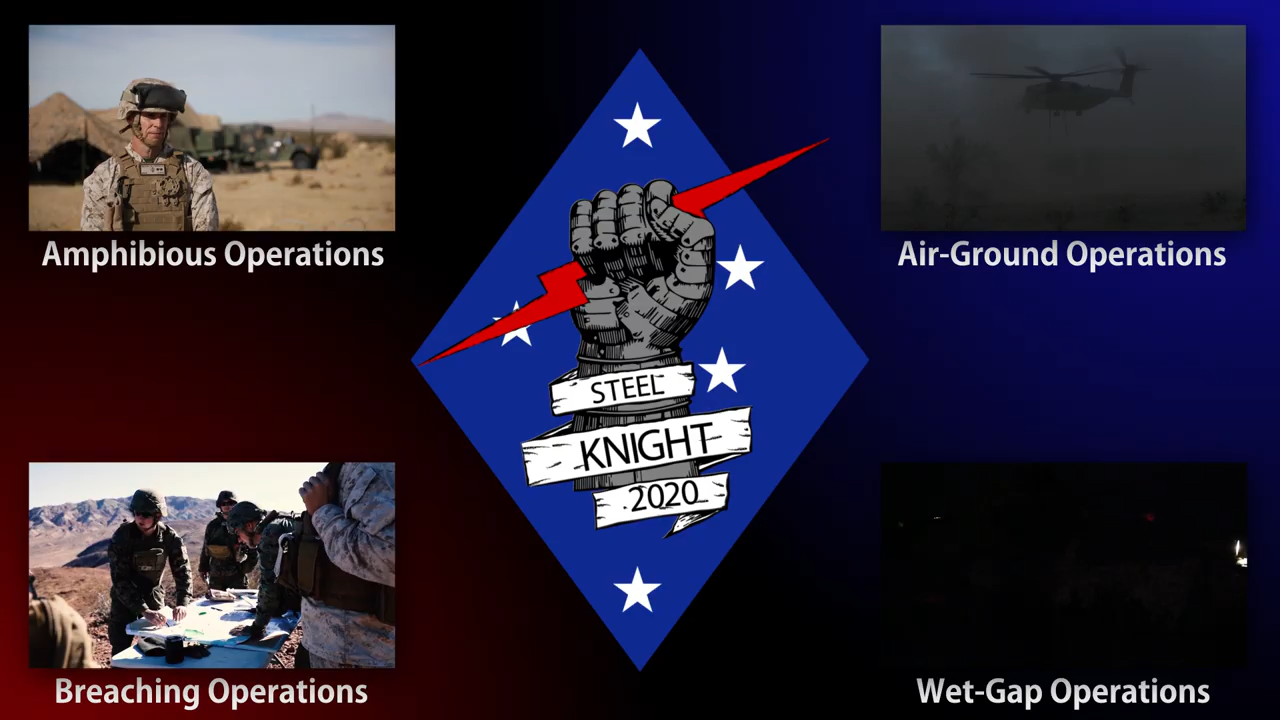 Amphibious Operations
Air-Ground Operations
STEEL
KNIGHT
2020
Breaching Operations
Wet-Gap Operations